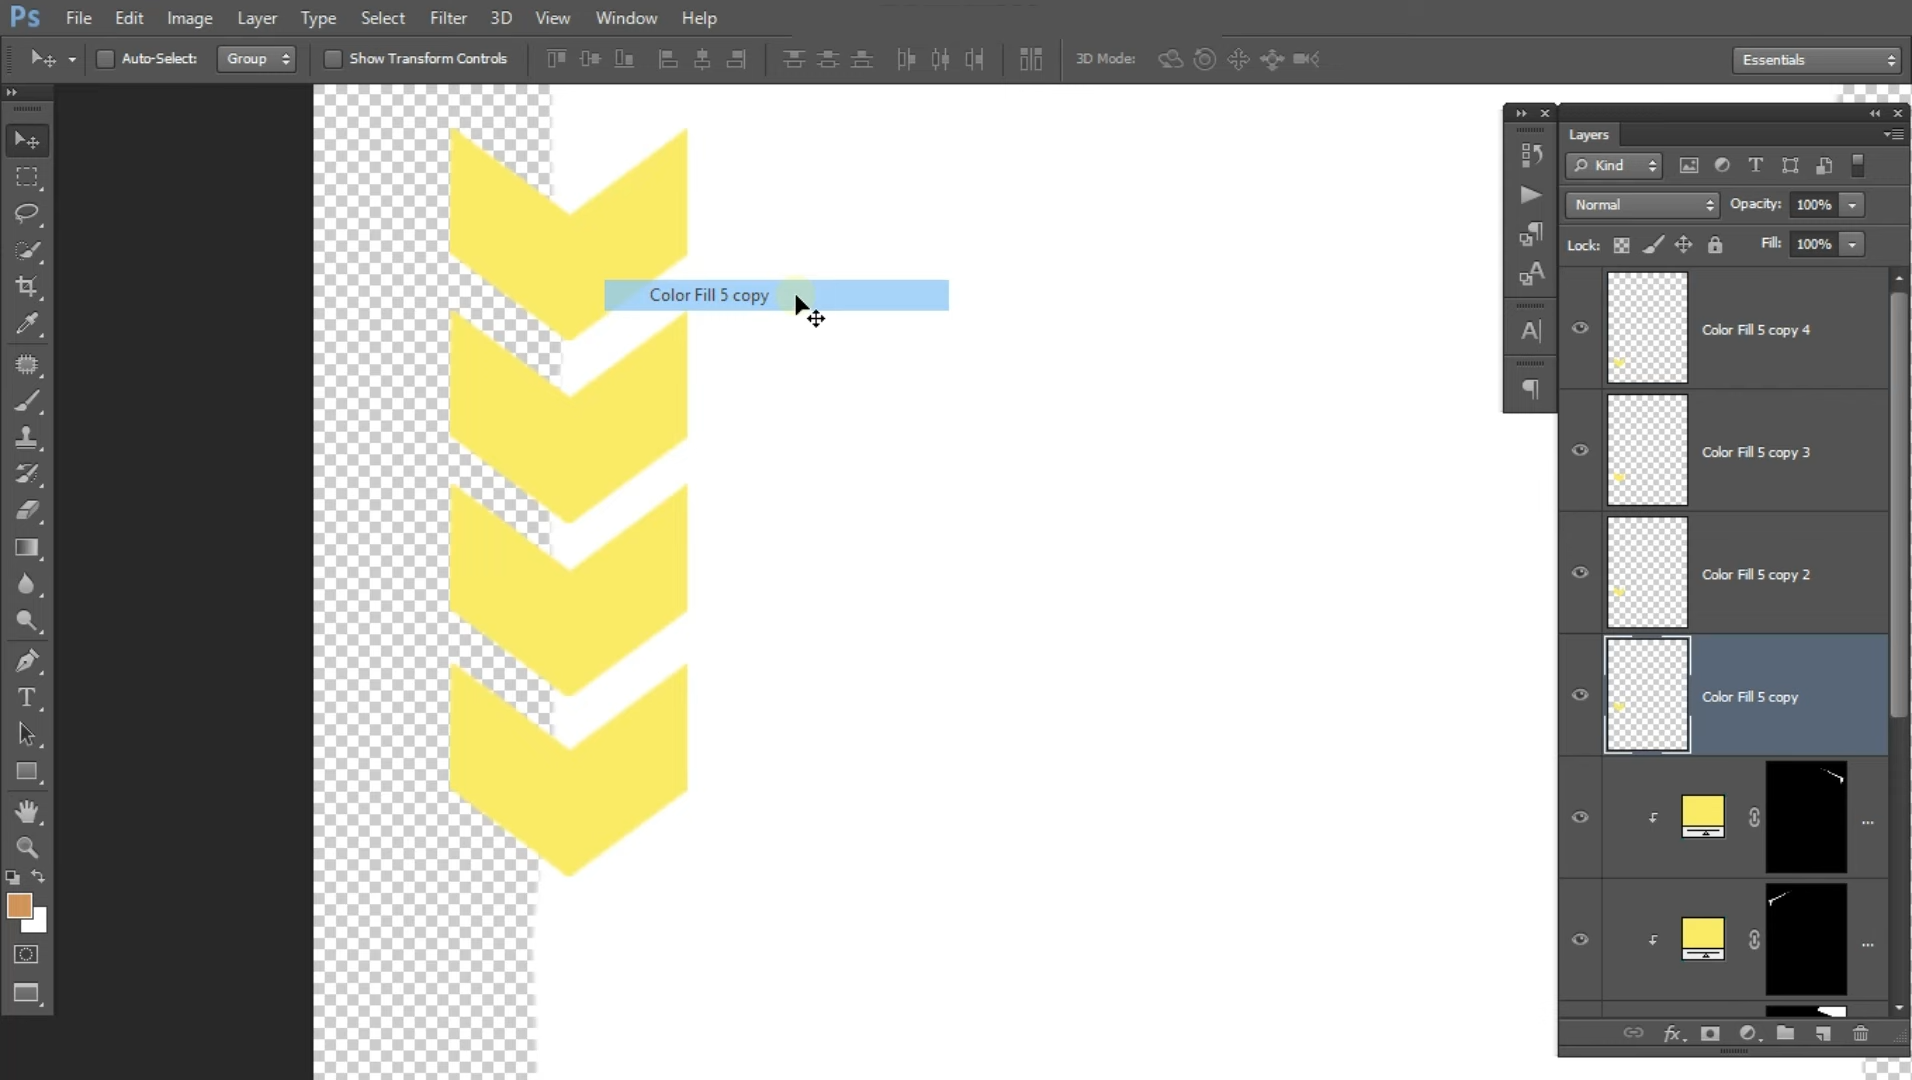 Ps File Edit Image Layer Type Select Filter 3D View Window Help
Auto-Select: Group Show Transform Controls 3D Mode: Essentials
Layers
Kind
Normal Opacity: 100%
Lock: Fill: 100%
Color Fill 5 copy
Color Fill 5 copy 4
Color Fill 5 copy 3
Color Fill 5 copy 2
Color Fill 5 copy
...
...